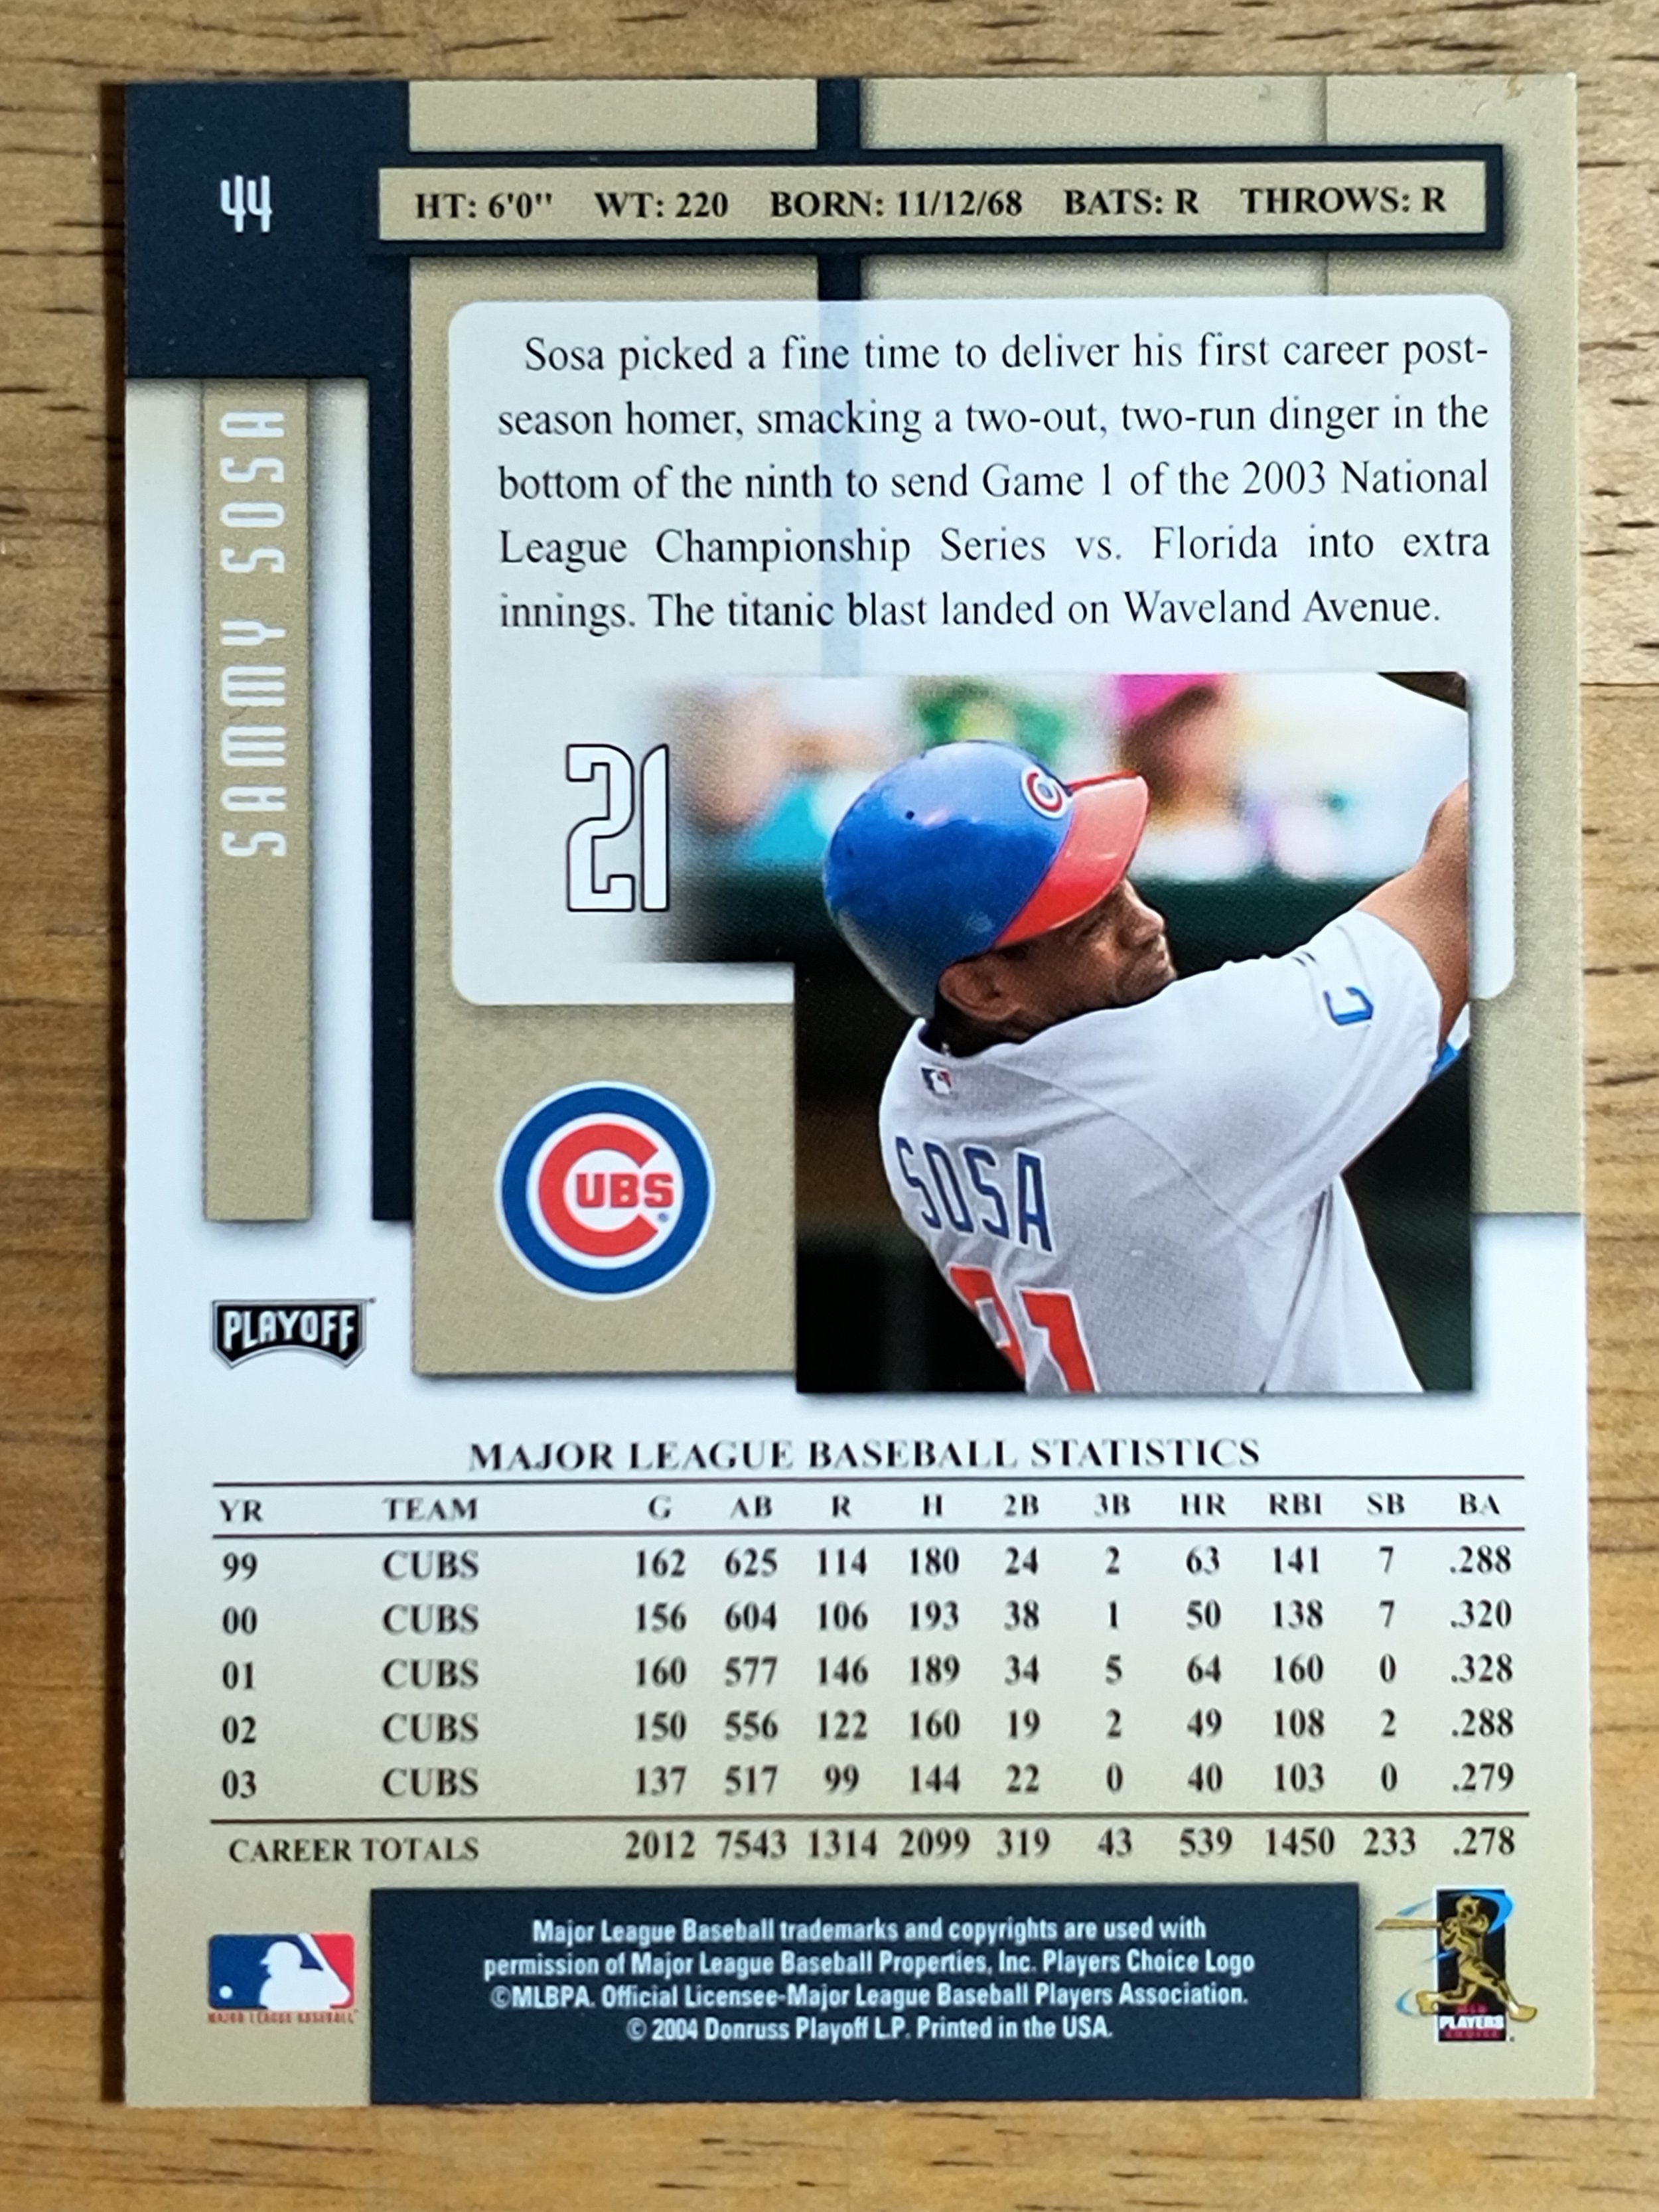 44
HT: 6'0" WT: 220 BORN: 11/12/68 BATS: R THROWS: R
SAMMY SOSA
Sosa picked a fine time to deliver his first career post-
season homer, smacking a two-out, two-run dinger in the
bottom of the ninth to send Game 1 of the 2003 National
League Championship Series vs. Florida into extra
innings. The titanic blast landed on Waveland Avenue.
21
C
C
SOSA
21
CUBS
PLAYOFF
MAJOR LEAGUE BASEBALL STATISTICS
YR TEAM G AB R H 2B 3B HR RBI SB BA
99 CUBS 162 625 114 180 24 2 63 141 7 .288
00 CUBS 156 604 106 193 38 1 50 138 7 .320
01 CUBS 160 577 146 189 34 5 64 160 0 .328
02 CUBS 150 556 122 160 19 2 49 108 2 .288
03 CUBS 137 517 99 144 22 0 40 103 0 .279
CAREER TOTALS 2012 7543 1314 2099 319 43 539 1450 233 .278
MAJOR LEAGUE BASEBALL
Major League Baseball trademarks and copyrights are used with
permission of Major League Baseball Properties, Inc. Players Choice Logo
©MLBPA. Official Licensee-Major League Baseball Players Association.
© 2004 Donruss Playoff L.P. Printed in the USA.
PLAYERS
CHOICE